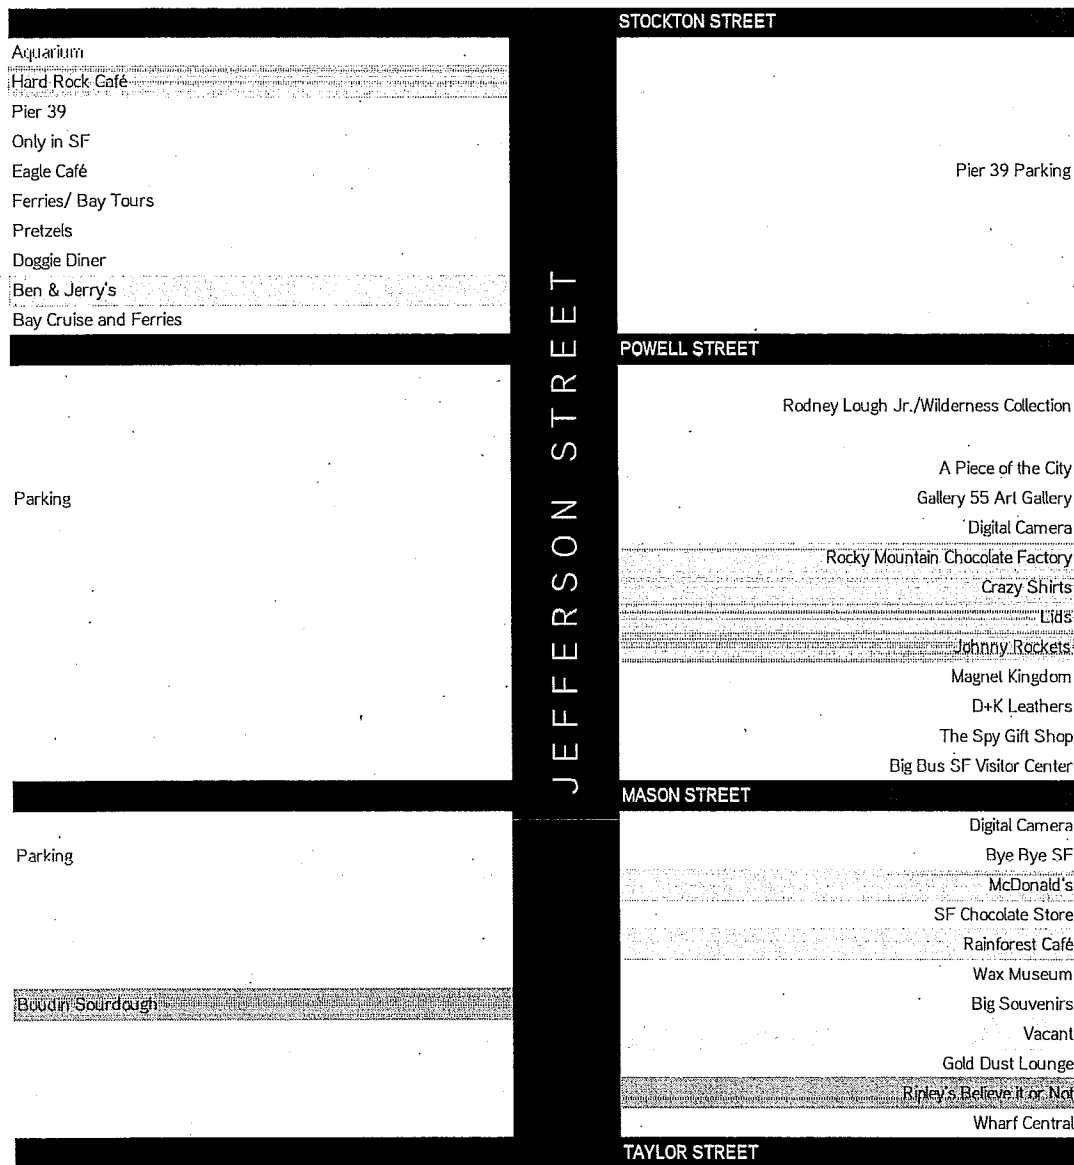 STOCKTON STREET
Aquarium
Hard Rock Café
Pier 39
Only in SF
Eagle Café
Pier 39 Parking
Ferries/ Bay Tours
Pretzels
Doggie Diner
Ben & Jerry's
Bay Cruise and Ferries
JEFFERSON STREET
POWELL STREET
Rodney Lough Jr./Wilderness Collection
A Piece of the City
Parking
Gallery 55 Art Gallery
Digital Camera
Rocky Mountain Chocolate Factory
Crazy Shirts
Lids
Johnny Rockets
Magnet Kingdom
D+K Leathers
The Spy Gift Shop
Big Bus SF Visitor Center
MASON STREET
Digital Camera
Parking
Bye Bye SF
McDonald's
SF Chocolate Store
Rainforest Café
Wax Museum
Boudin Sourdough
Big Souvenirs
Vacant
Gold Dust Lounge
Ripley's Believe it or Not
Wharf Central
TAYLOR STREET